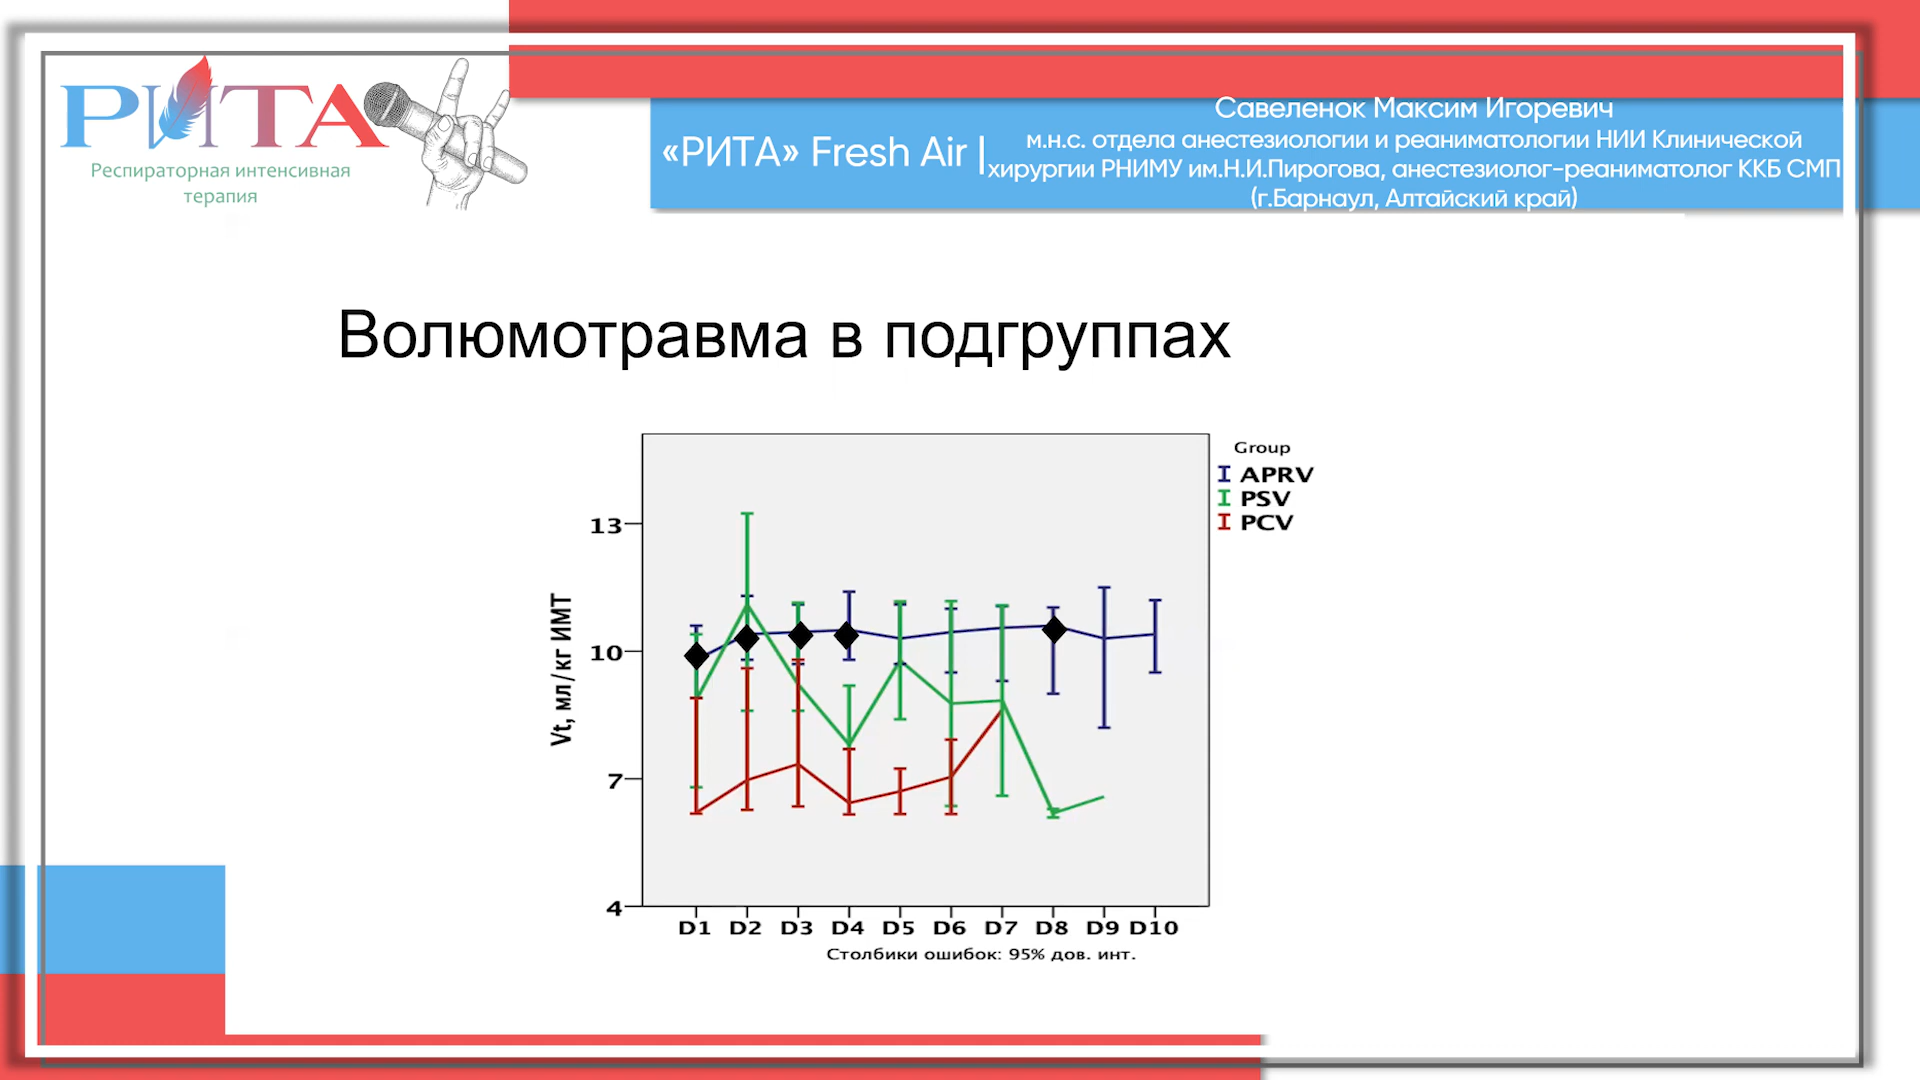 РИТА
Респираторная интенсивная
терапия
«РИТА» Fresh Air |
Савеленок Максим Игоревич
м.н.с. отдела анестезиологии и реаниматологии НИИ Клинической
хирургии РНИМУ им.Н.И.Пирогова, анестезиолог-реаниматолог ККБ СМП
(г.Барнаул, Алтайский край)
Волюмотравма в подгруппах
Group
APRV
PSV
PCV
Vt, мл/кг ИМТ
13
10
7
4
D1 D2 D3 D4 D5 D6 D7 D8 D9 D10
Столбики ошибок: 95% дов. инт.